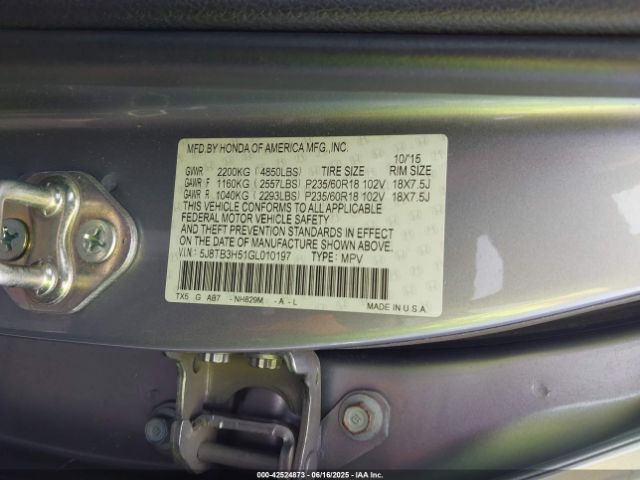 MFD.BY HONDA OF AMERICA MFG.,INC.
10/15
GVWR 2200KG (4850LBS) TIRE SIZE RIM SIZE
GAWR F 1160KG (2557LBS) P235/60R18 102V 18X7.5J
GAWR R 1040KG (2293LBS) P235/60R18 102V 18X7.5J
THIS VEHICLE CONFORMS TO ALL APPLICABLE
FEDERAL MOTOR VEHICLE SAFETY
AND THEFT PREVENTION STANDARDS IN EFFECT
ON THE DATE OF MANUFACTURE SHOWN ABOVE.
V.I.N: 5J8TB3H51GL010197 TYPE: MPV
TX5 G AB7 - NH829M - A - L
MADE IN U.S.A.
000-42524873 - 06/16/2025 - IAAI.COM